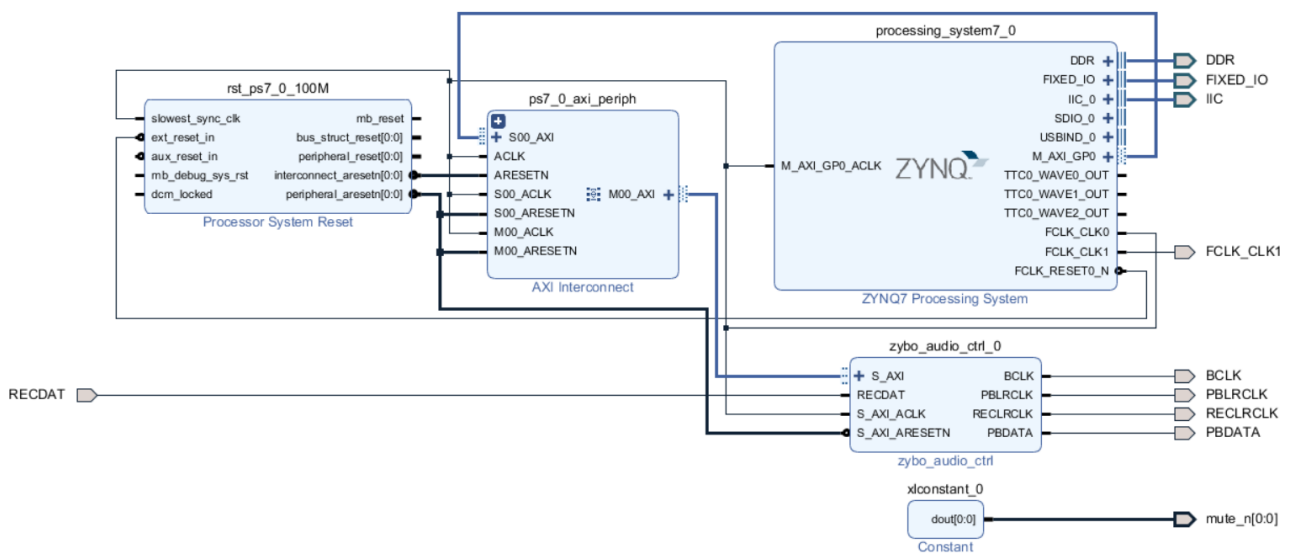 processing_system7_0
DDR
DDR
FIXED_IO
FIXED_IO
IIC_0
IIC
SDIO_0
USBIND_0
M_AXI_GP0
M_AXI_GP0_ACLK
ZYNQ
TTC0_WAVE0_OUT
TTC0_WAVE1_OUT
TTC0_WAVE2_OUT
FCLK_CLK0
FCLK_CLK1
FCLK_CLK1
FCLK_RESET0_N
ZYNQ7 Processing System
rst_ps7_0_100M
slowest_sync_clk
mb_reset
ext_reset_in
bus_struct_reset[0:0]
aux_reset_in
peripheral_reset[0:0]
mb_debug_sys_rst
interconnect_aresetn[0:0]
dcm_locked
peripheral_aresetn[0:0]
Processor System Reset
ps7_0_axi_periph
S00_AXI
ACLK
ARESETN
S00_ACLK
M00_AXI
S00_ARESETN
M00_ACLK
M00_ARESETN
AXI Interconnect
zybo_audio_ctrl_0
S_AXI
BCLK
BCLK
RECDAT
RECDAT
PBLRCLK
PBLRCLK
S_AXI_ACLK
RECLRCLK
RECLRCLK
S_AXI_ARESETN
PBDATA
PBDATA
zybo_audio_ctrl
xlconstant_0
dout[0:0]
mute_n[0:0]
Constant